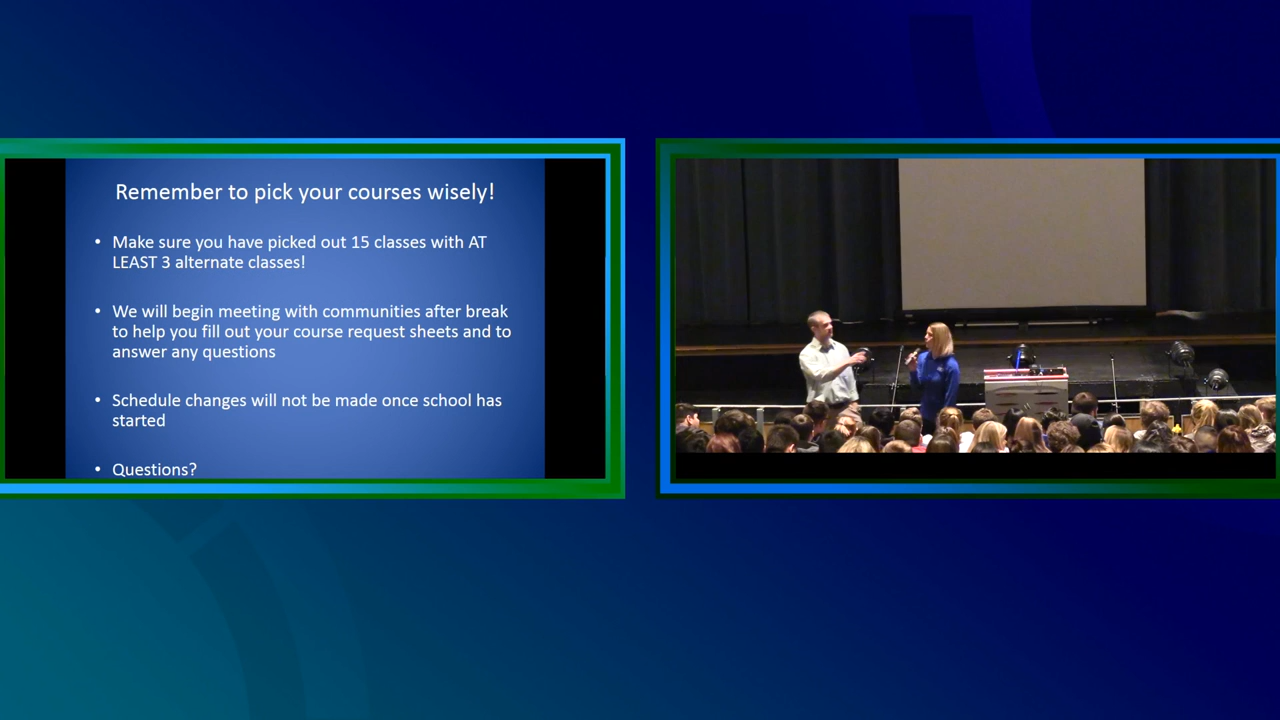 Remember to pick your courses wisely!
• Make sure you have picked out 15 classes with AT
LEAST 3 alternate classes!
• We will begin meeting with communities after break
to help you fill out your course request sheets and to
answer any questions
• Schedule changes will not be made once school has
started
• Questions?